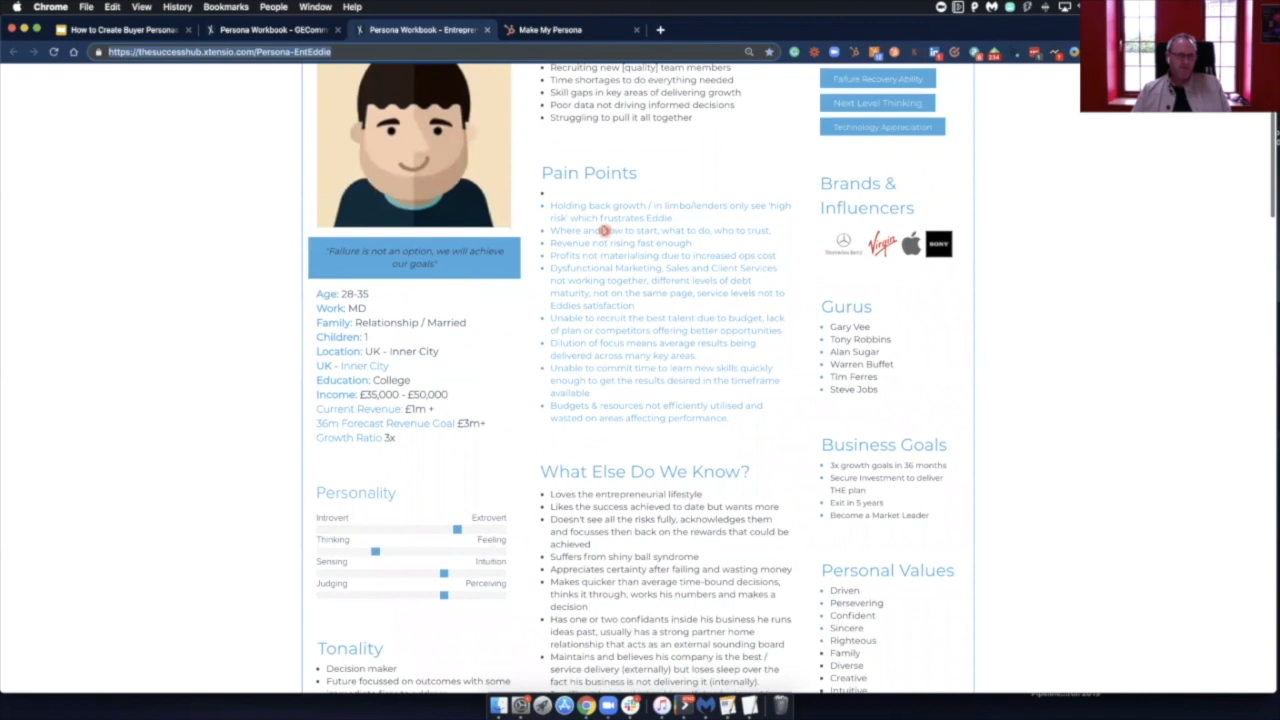 Chrome File Edit View History Bookmarks People Window Help
How to Create Buyer Personas
Persona Workbook - GEComm
Persona Workbook - Entrepre
Make My Persona
https://thesuccesshub.xtensio.com/Persona-EntEddie
"Failure is not an option, we will achieve
our goals"
Age: 28-35
Work: MD
Family: Relationship / Married
Children: 1
Location: UK - Inner City
UK - Inner City
Education: College
Income: £35,000 - £50,000
Current Revenue: £1m +
36m Forecast Revenue Goal £3m+
Growth Ratio 3x
Personality
Introvert Extrovert
Thinking Feeling
Sensing Intuition
Judging Perceiving
Tonality
Decision maker
Future focussed on outcomes with some
Recruiting new [quality] team members
Time shortages to do everything needed
Skill gaps in key areas of delivering growth
Poor data not driving informed decisions
Struggling to pull it all together
Pain Points
Holding back growth / in limbo/lenders only see 'high
risk' which frustrates Eddie
Where and how to start, what to do, who to trust,
Revenue not rising fast enough
Profits not materialising due to increased ops cost
Dysfunctional Marketing, Sales and Client Services
not working together, different levels of debt
maturity, not on the same page, service levels not to
Eddies satisfaction
Unable to recruit the best talent due to budget, lack
of plan or competitors offering better opportunities
Dilution of focus means average results being
delivered across many key areas.
Unable to commit time to learn new skills quickly
enough to get the results desired in the timeframe
available.
Budgets & resources not efficiently utilised and
wasted on areas affecting performance.
What Else Do We Know?
Loves the entrepreneurial lifestyle
Likes the success achieved to date but wants more
Doesn't see all the risks fully, acknowledges them
and focusses then back on the rewards that could be
achieved
Suffers from shiny ball syndrome
Appreciates certainty after failing and wasting money
Makes quicker than average time-bound decisions,
thinks it through, works his numbers and makes a
decision
Has one or two confidants inside his business he runs
ideas past, usually has a strong partner home
relationship that acts as an external sounding board
Maintains and believes his company is the best /
service delivery (externally) but loses sleep over the
fact his business is not delivering it (internally).
Failure Recovery Ability
Next Level Thinking
Technology Appreciation
Brands &
Influencers
Mercedes-Benz Virgin SONY
Gurus
Gary Vee
Tony Robbins
Alan Sugar
Warren Buffet
Tim Ferres
Steve Jobs
Business Goals
3x growth goals in 36 months
Secure Investment to deliver
THE plan
Exit in 5 years
Become a Market Leader
Personal Values
Driven
Persevering
Confident
Sincere
Righteous
Family
Diverse
Creative
Intuitive